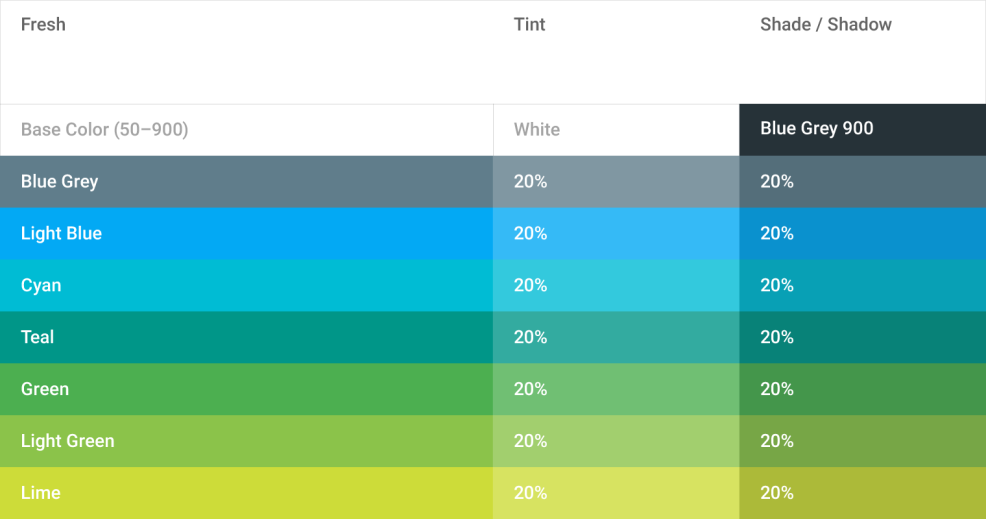 Fresh Tint Shade / Shadow
Base Color (50–900) White Blue Grey 900
Blue Grey 20% 20%
Light Blue 20% 20%
Cyan 20% 20%
Teal 20% 20%
Green 20% 20%
Light Green 20% 20%
Lime 20% 20%